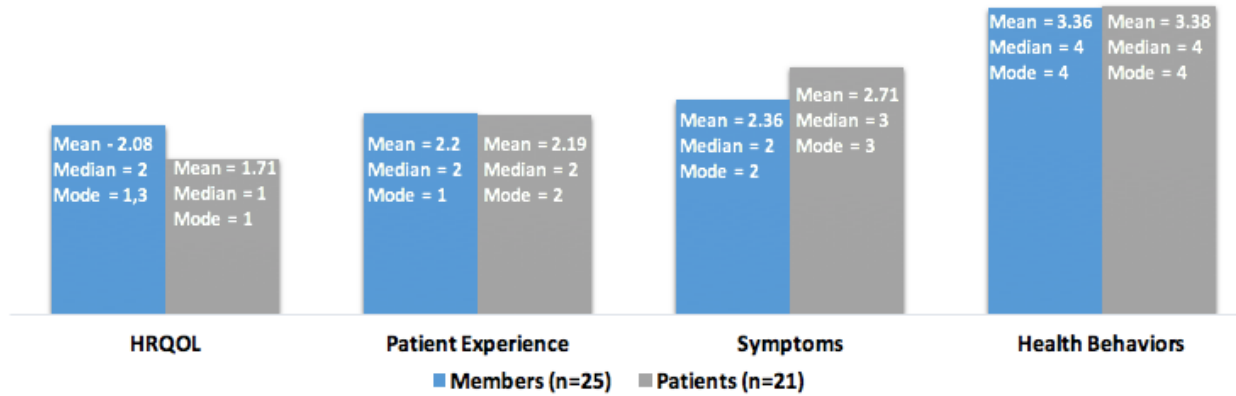 Mean - 2.08
Median = 2
Mode = 1,3
Mean = 1.71
Median = 1
Mode = 1
Mean = 2.2
Median = 2
Mode = 1
Mean = 2.19
Median = 2
Mode = 2
Mean = 2.36
Median = 2
Mode = 2
Mean = 2.71
Median = 3
Mode = 3
Mean = 3.36
Median = 4
Mode = 4
Mean = 3.38
Median = 4
Mode = 4
HRQOL
Patient Experience
Symptoms
Health Behaviors
Members (n=25)
Patients (n=21)